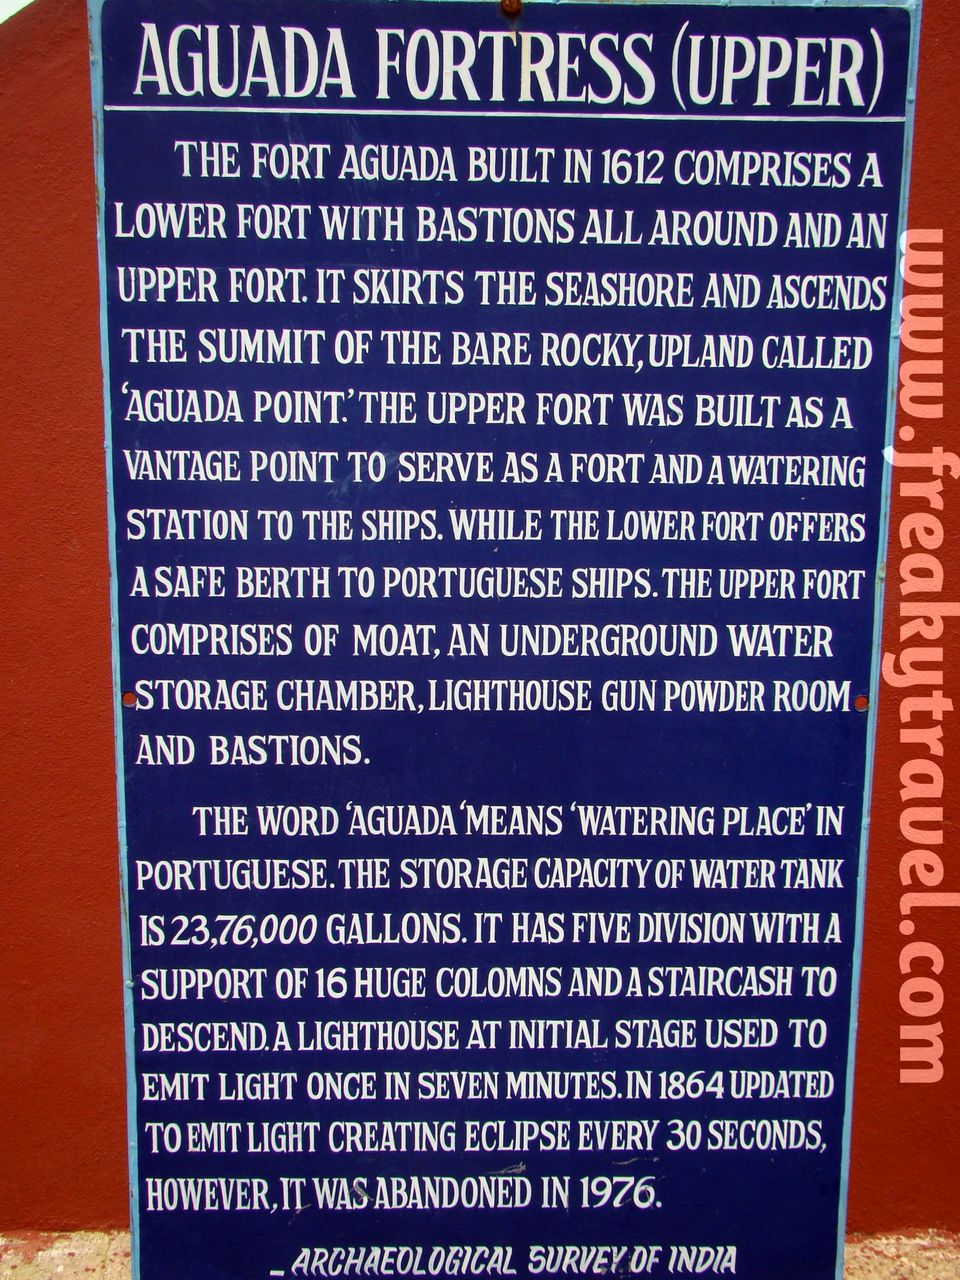 AGUADA FORTRESS (UPPER)
THE FORT AGUADA BUILT IN 1612 COMPRISES A
LOWER FORT WITH BASTIONS ALL AROUND AND AN
UPPER FORT. IT SKIRTS THE SEASHORE AND ASCENDS
THE SUMMIT OF THE BARE ROCKY, UPLAND CALLED
'AGUADA POINT.' THE UPPER FORT WAS BUILT AS A
VANTAGE POINT TO SERVE AS A FORT AND A WATERING
STATION TO THE SHIPS. WHILE THE LOWER FORT OFFERS
A SAFE BERTH TO PORTUGUESE SHIPS. THE UPPER FORT
COMPRISES OF MOAT, AN UNDERGROUND WATER
STORAGE CHAMBER, LIGHTHOUSE GUN POWDER ROOM
AND BASTIONS.
THE WORD 'AGUADA 'MEANS 'WATERING PLACE' IN
PORTUGUESE. THE STORAGE CAPACITY OF WATER TANK
IS 23,76,000 GALLONS. IT HAS FIVE DIVISION WITH A
SUPPORT OF 16 HUGE COLOMNS AND A STAIRCASH TO
DESCEND. A LIGHTHOUSE AT INITIAL STAGE USED TO
EMIT LIGHT ONCE IN SEVEN MINUTES. IN 1864 UPDATED
TO EMIT LIGHT CREATING ECLIPSE EVERY 30 SECONDS,
HOWEVER, IT WAS ABANDONED IN 1976.
– ARCHAEOLOGICAL SURVEY OF INDIA
www.freakytravel.com